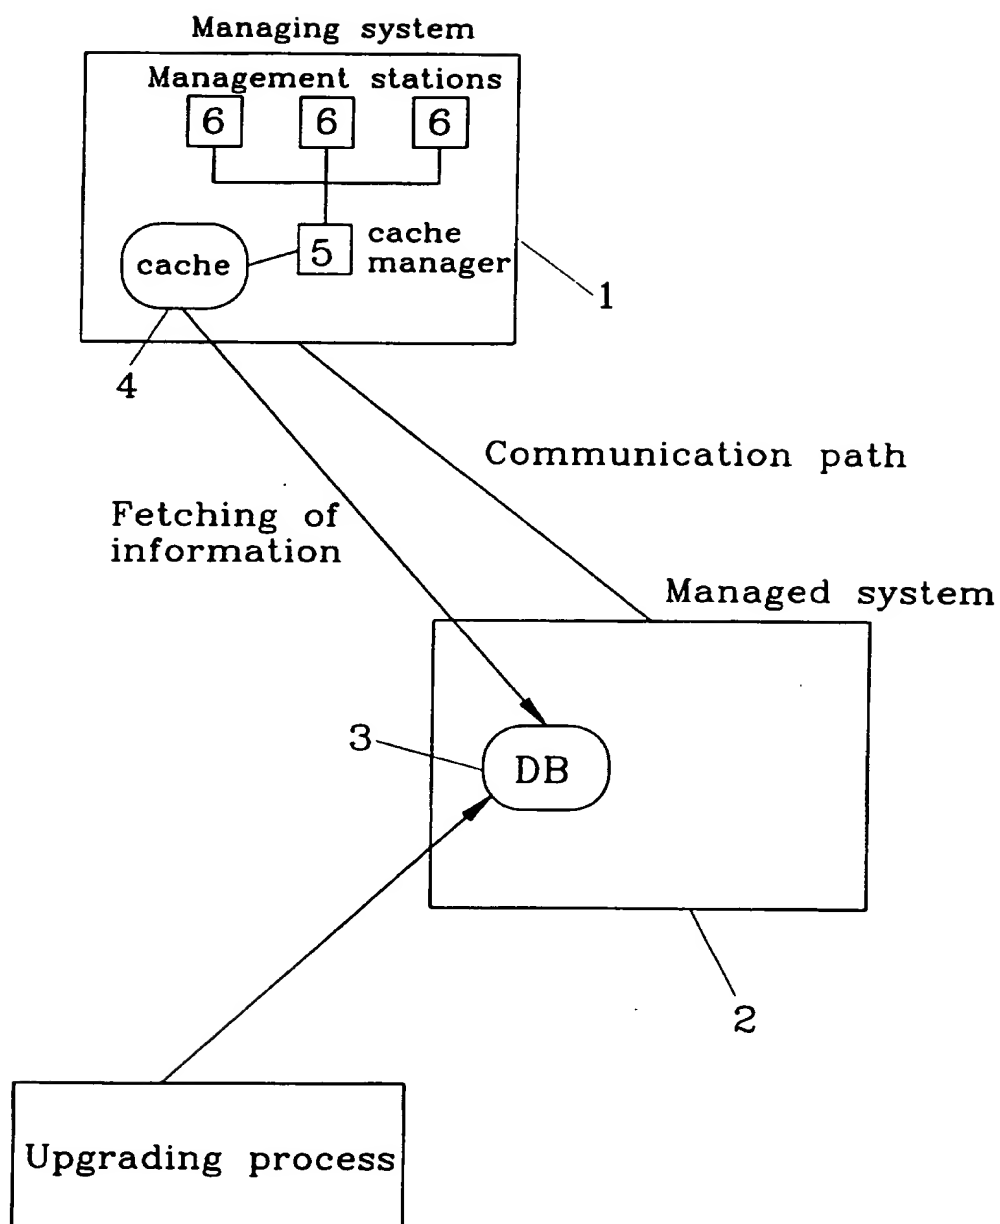 Managing system
Management stations
6 6 6
cache
manager
5
cache
1
4
Communication path
Fetching of
information
Managed system
3
DB
2
Upgrading process